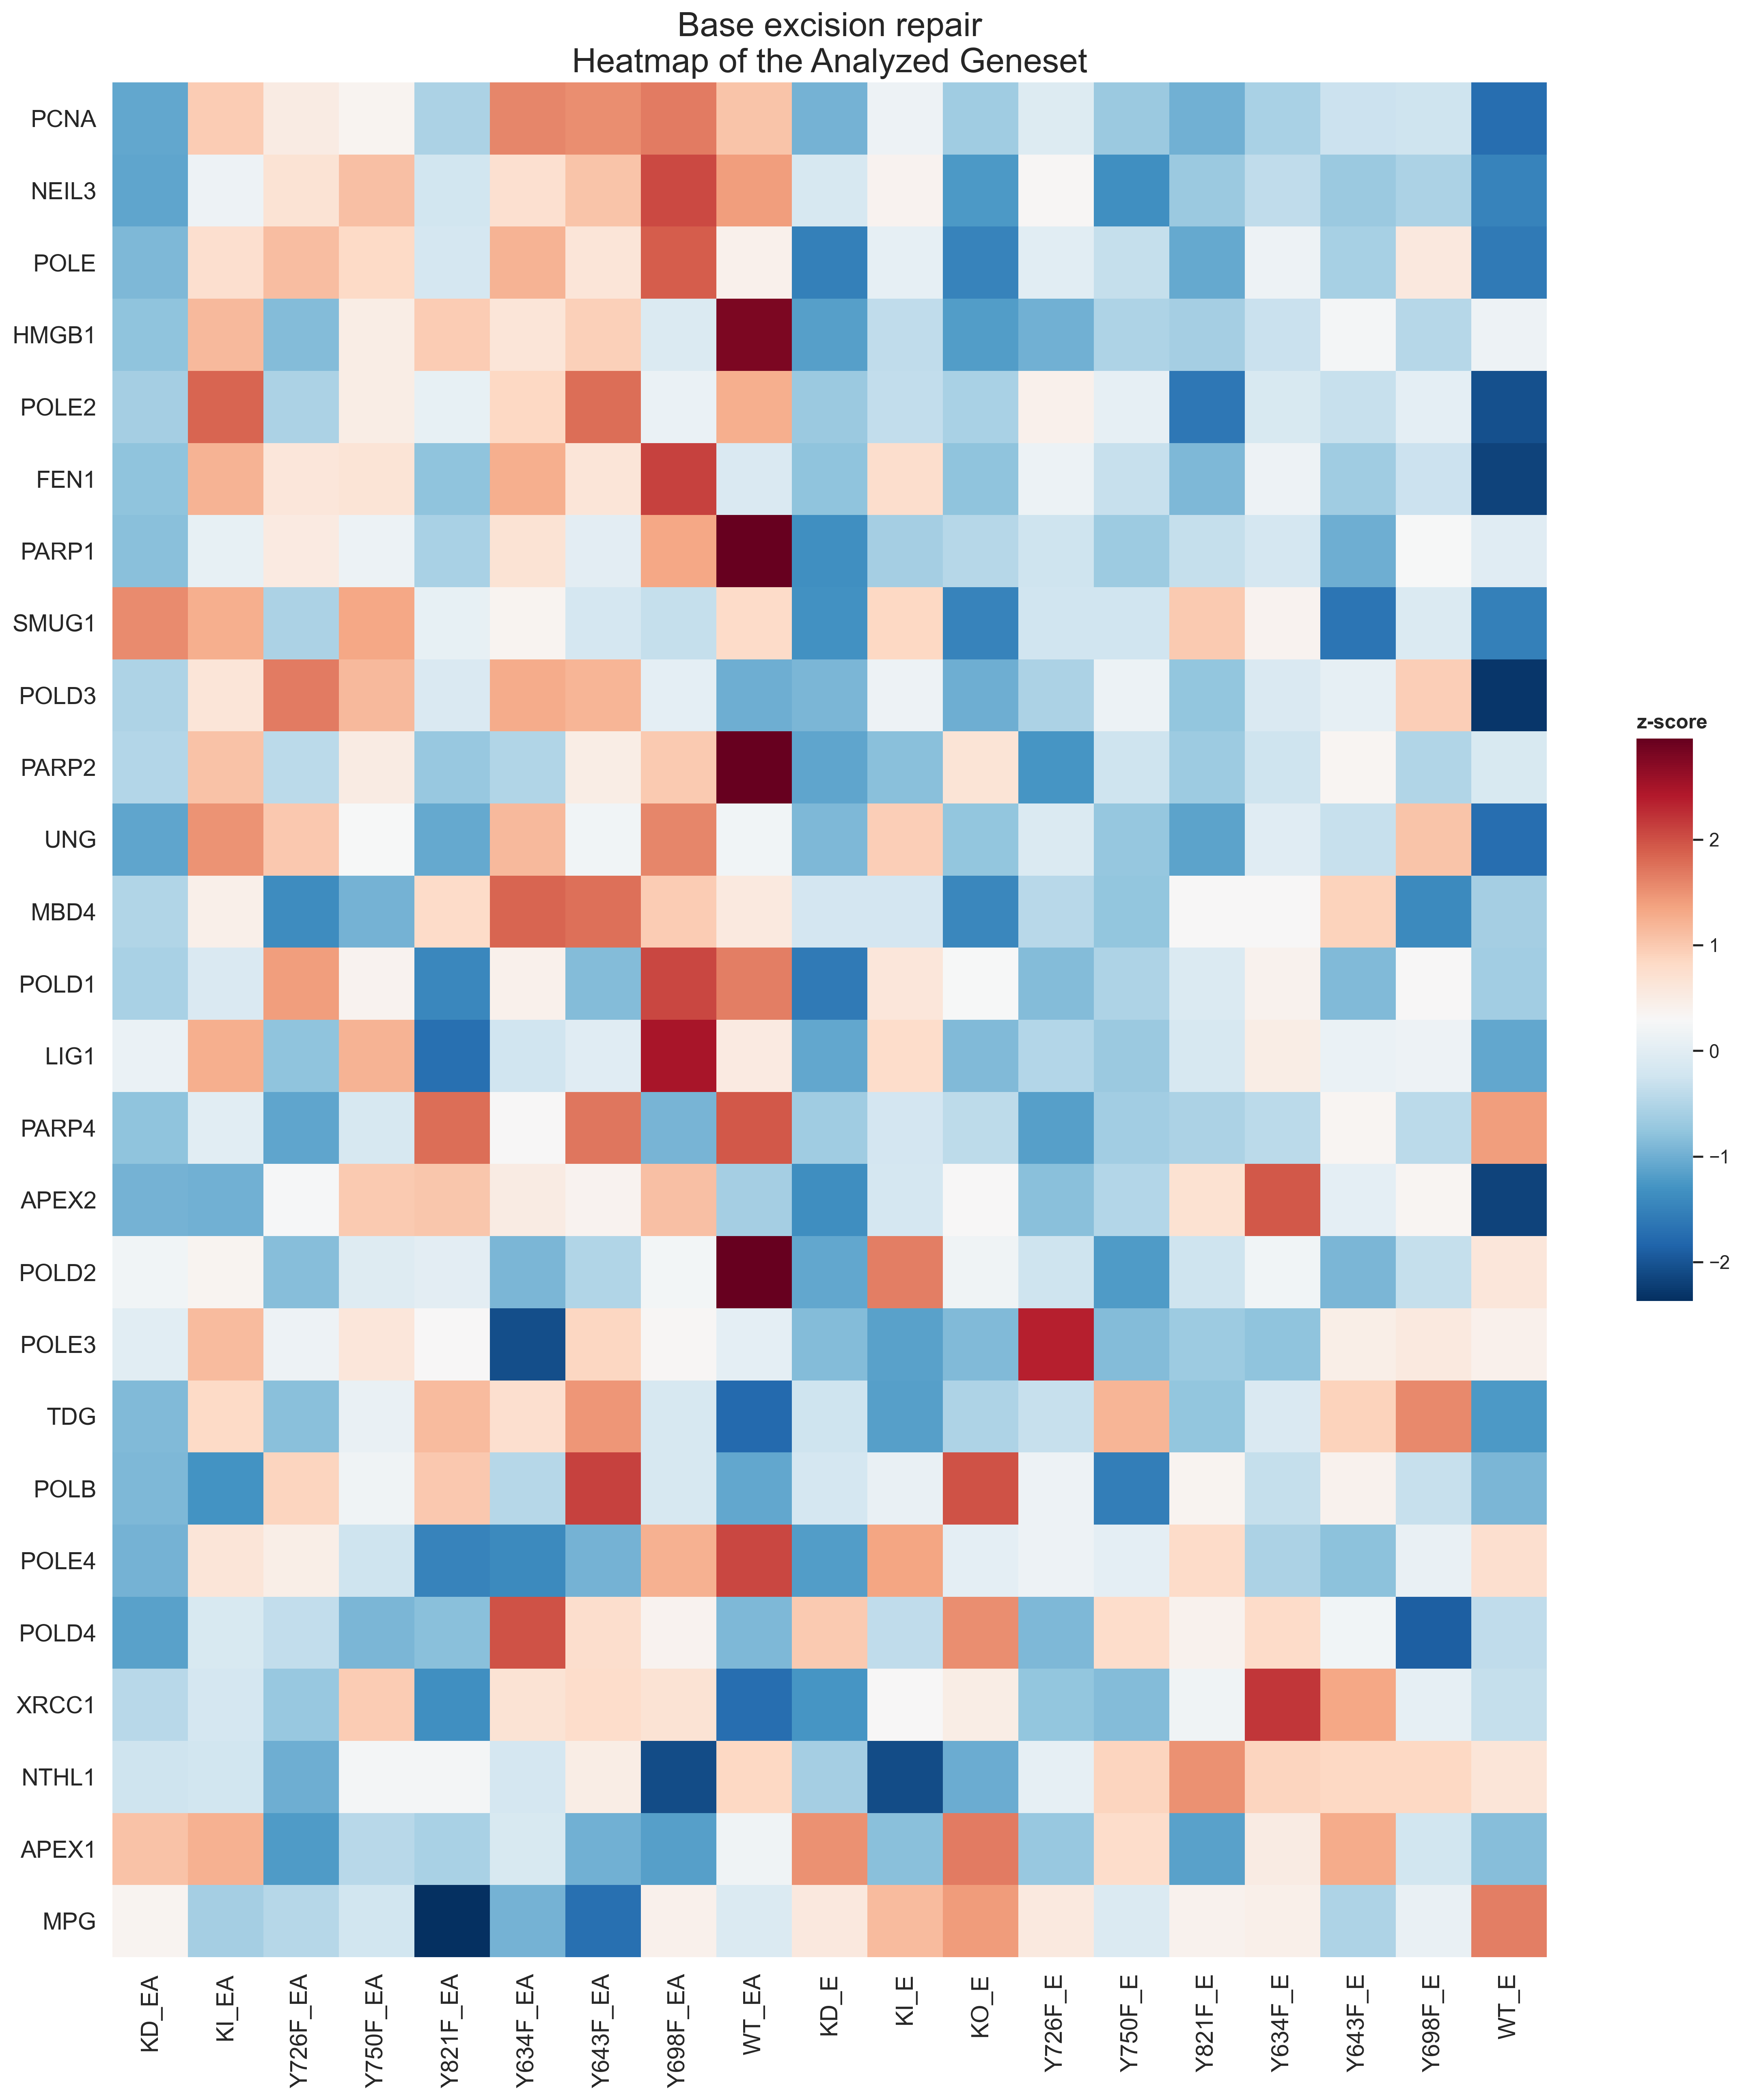 Base excision repair
Heatmap of the Analyzed Geneset
PCNA
NEIL3
POLE
HMGB1
POLE2
FEN1
PARP1
SMUG1
POLD3
PARP2
UNG
MBD4
POLD1
LIG1
PARP4
APEX2
POLD2
POLE3
TDG
POLB
POLE4
POLD4
XRCC1
NTHL1
APEX1
MPG
KD_EA
KI_EA
Y726F_EA
Y750F_EA
Y821F_EA
Y634F_EA
Y643F_EA
Y698F_EA
WT_EA
KD_E
KI_E
KO_E
Y726F_E
Y750F_E
Y821F_E
Y634F_E
Y643F_E
Y698F_E
WT_E
z-score
2
1
0
−1
−2